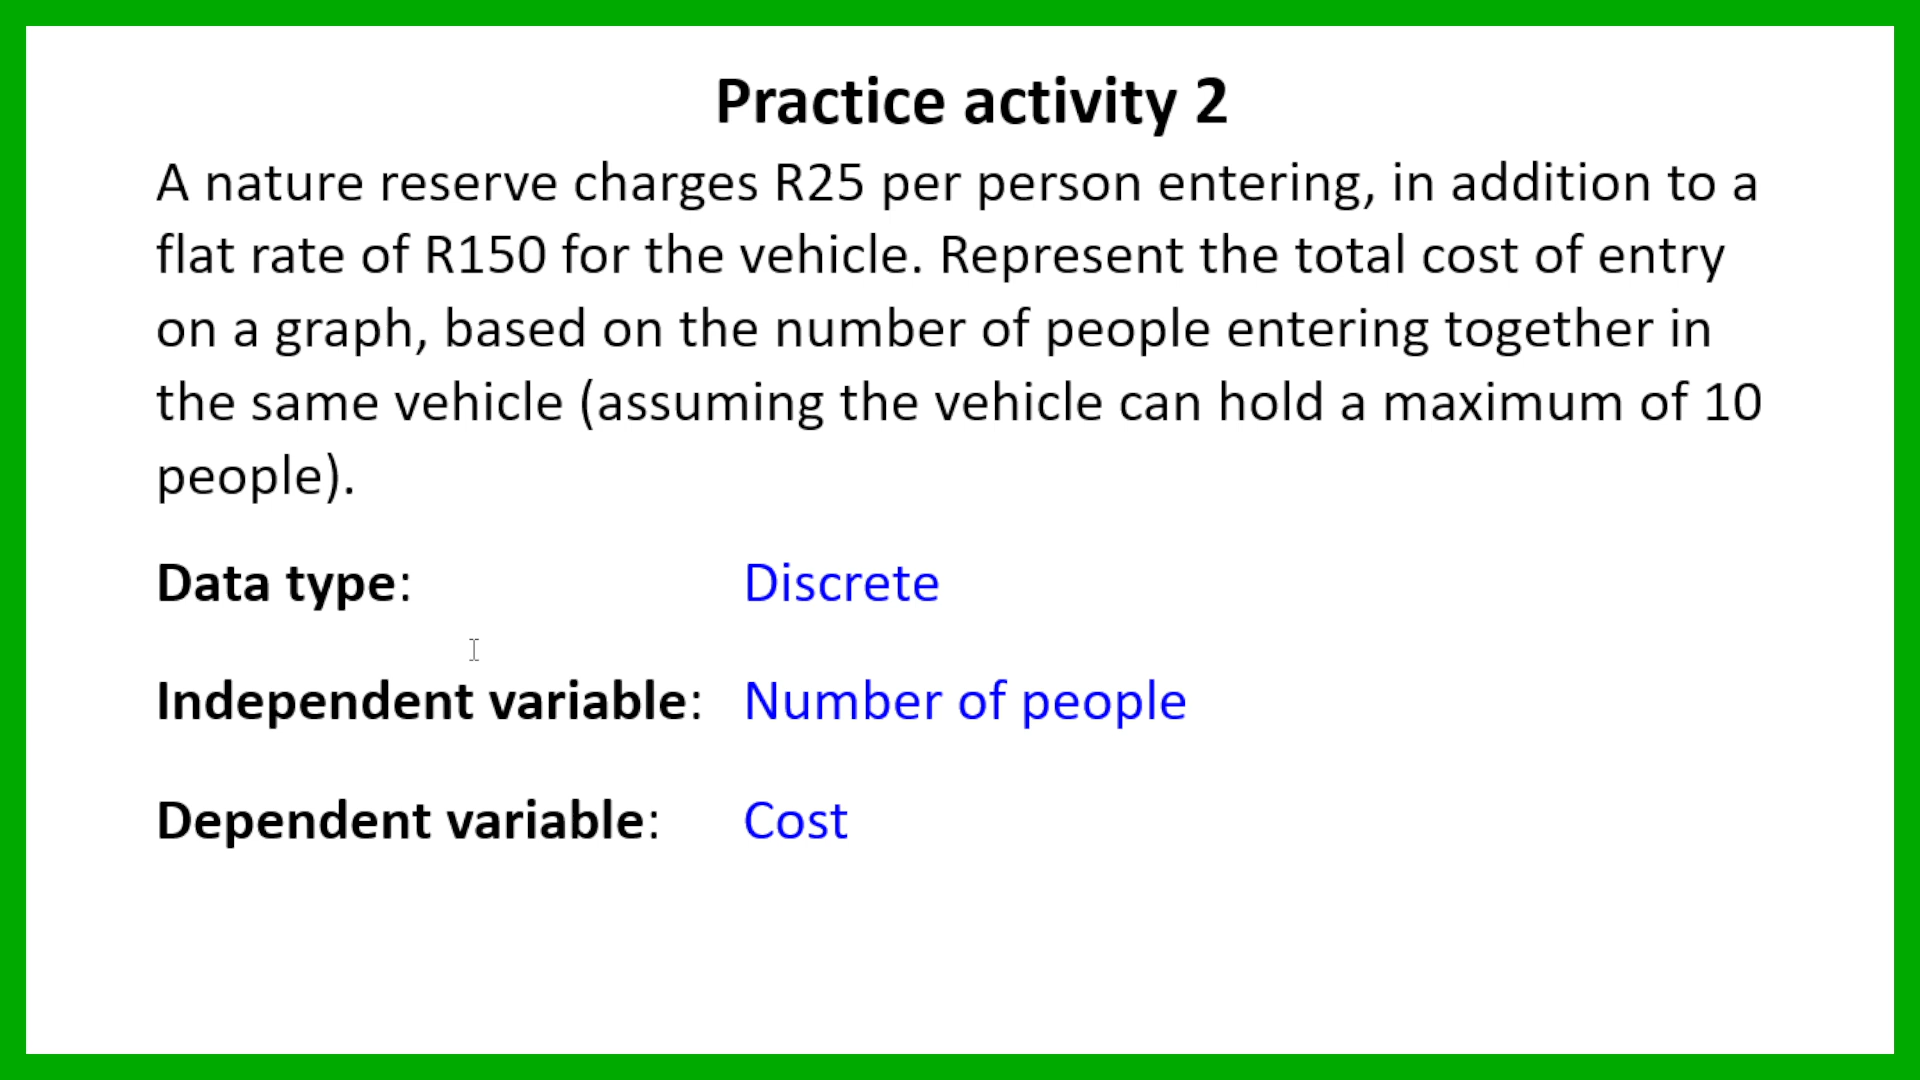 Practice activity 2
A nature reserve charges R25 per person entering, in addition to a
flat rate of R150 for the vehicle. Represent the total cost of entry
on a graph, based on the number of people entering together in
the same vehicle (assuming the vehicle can hold a maximum of 10
people).
Data type: Discrete
Independent variable: Number of people
Dependent variable: Cost